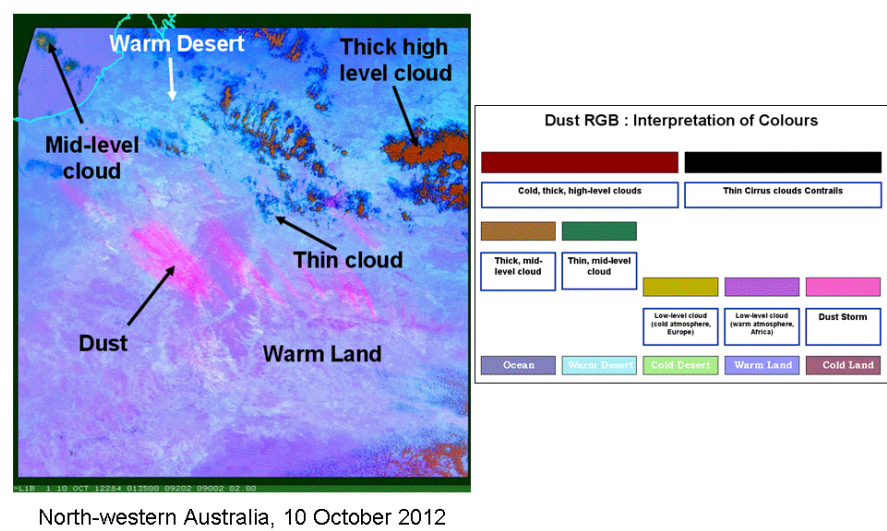 Warm Desert
Thick high
level cloud
Mid-level
cloud
Thin cloud
Dust
Warm Land
North-western Australia, 10 October 2012
Dust RGB : Interpretation of Colours
Cold, thick, high-level clouds
Thin Cirrus clouds Contrails
Thick, mid-
level cloud
Thin, mid-level
cloud
Low-level cloud
(cold atmosphere,
Europe)
Low-level cloud
(warm atmosphere,
Africa)
Dust Storm
Ocean
Warm Desert
Cold Desert
Warm Land
Cold Land